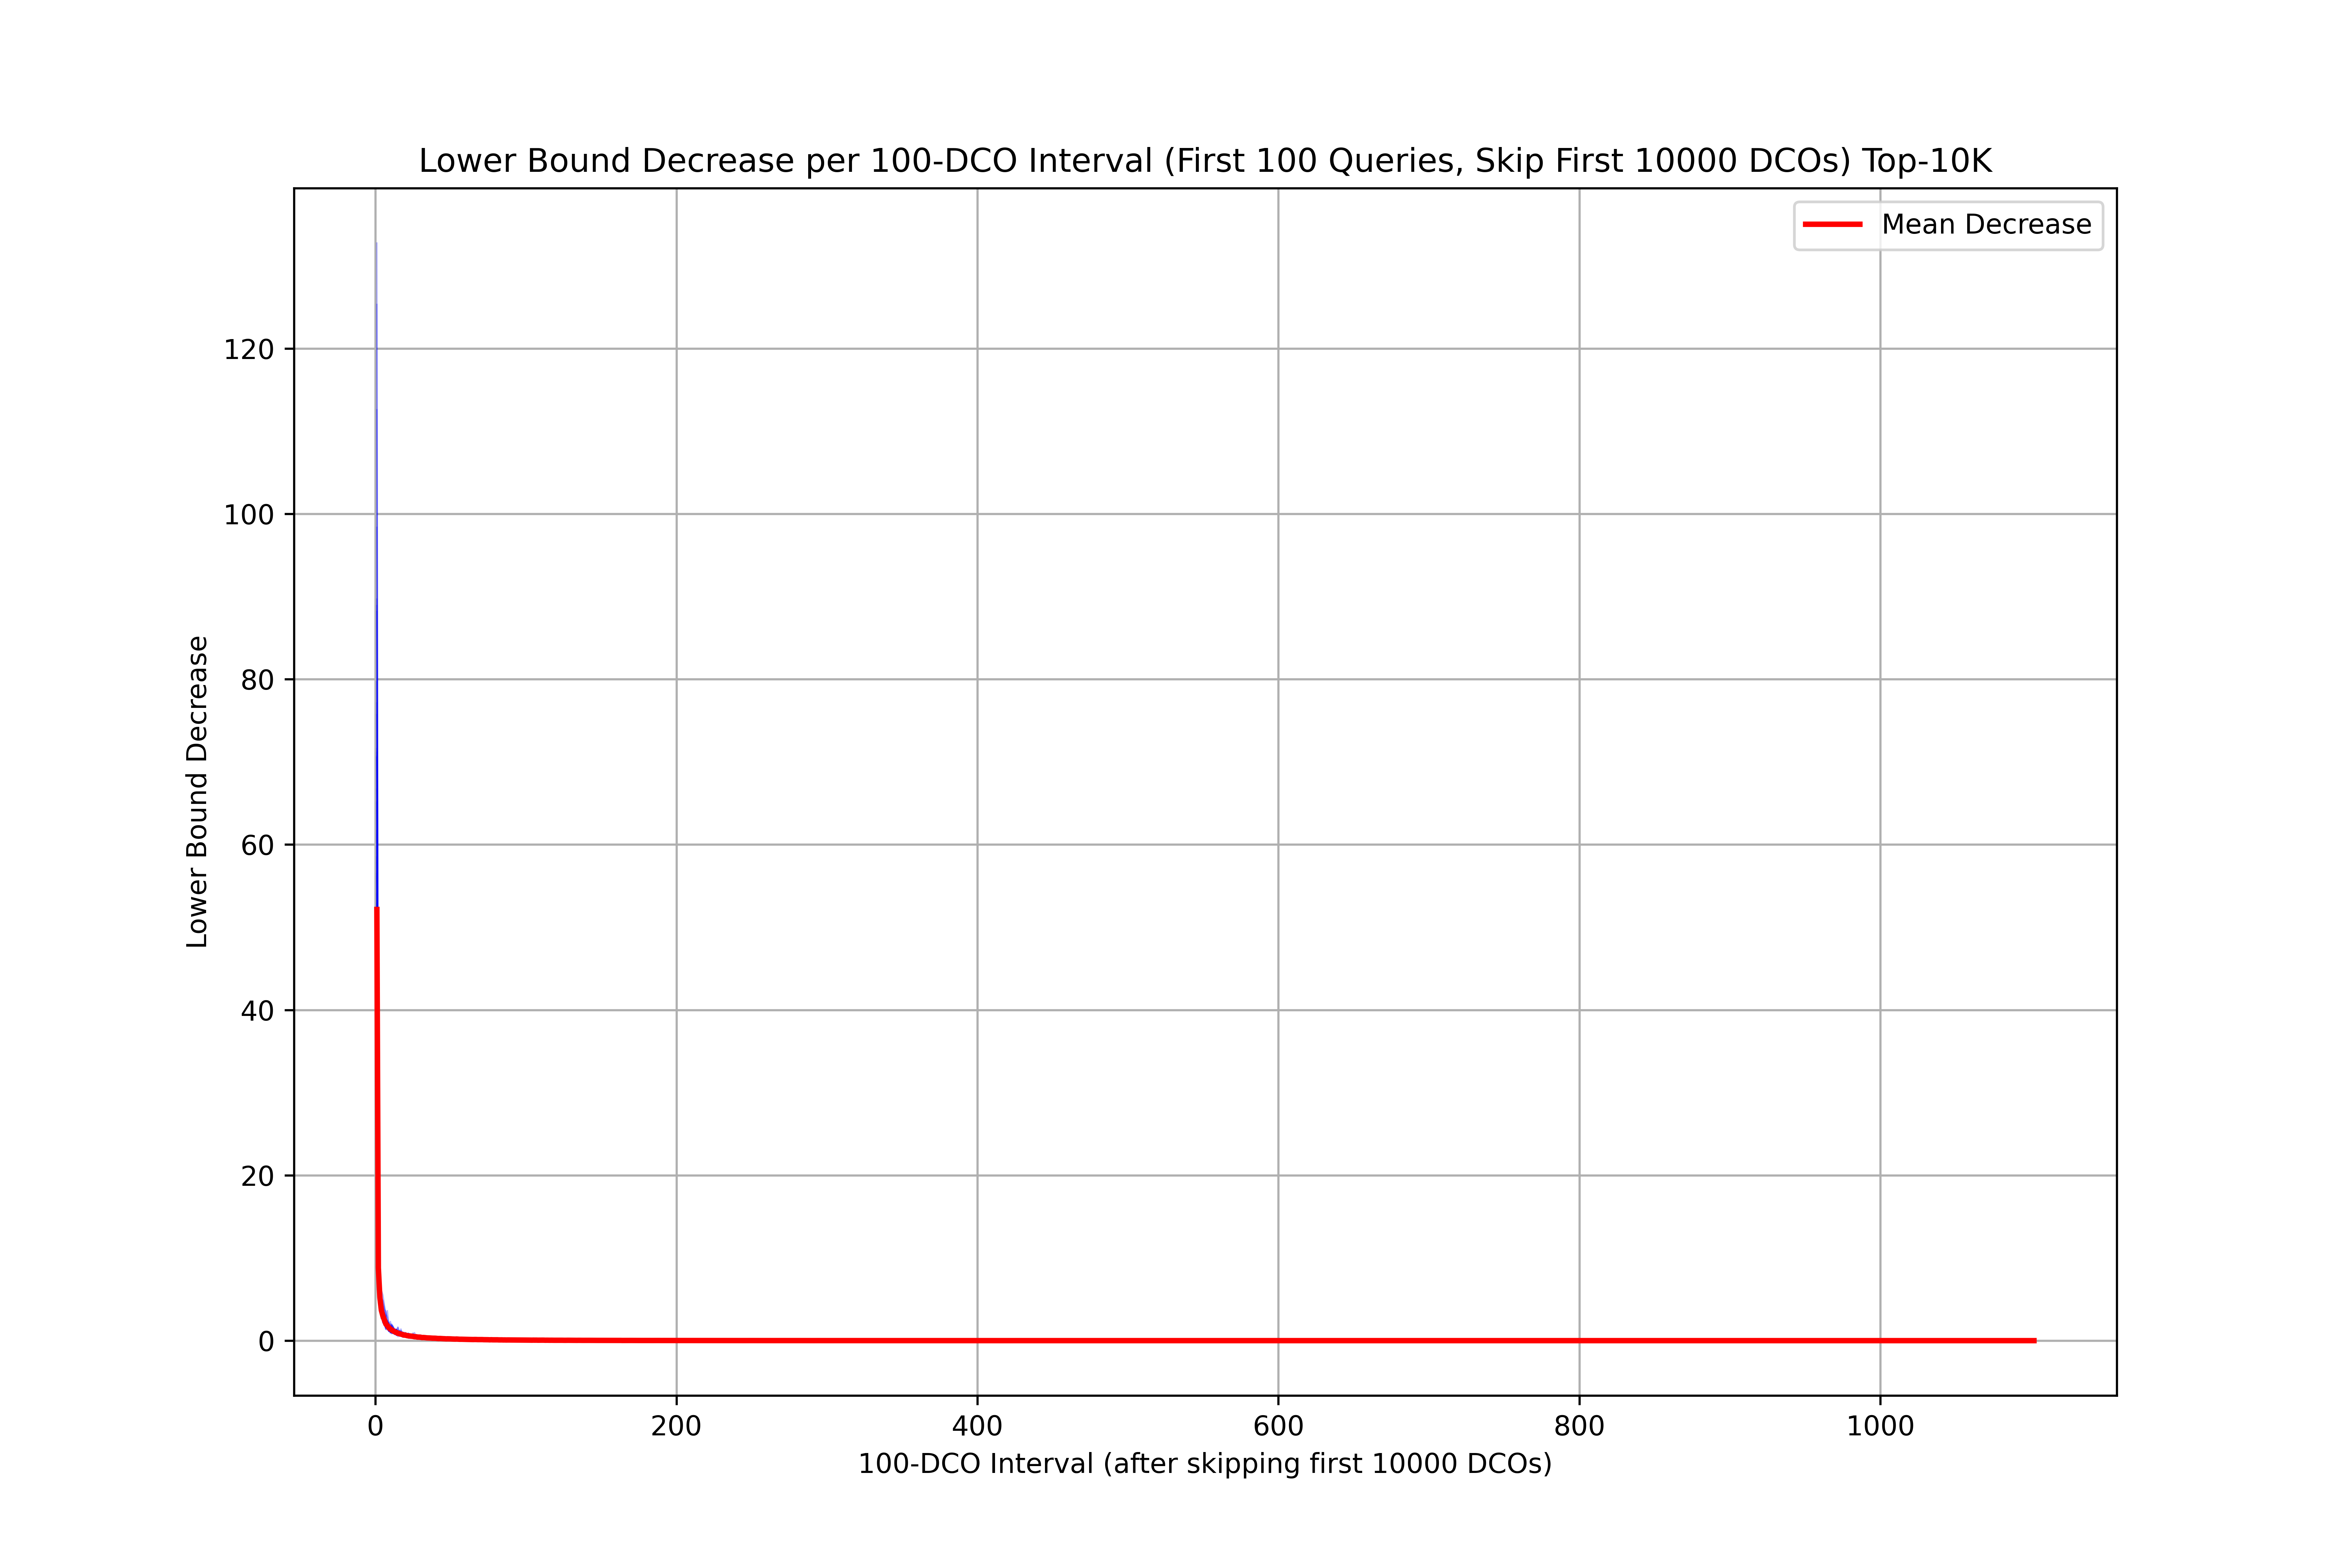 Lower Bound Decrease per 100-DCO Interval (First 100 Queries, Skip First 10000 DCOs) Top-10K
Mean Decrease
120
100
80
60
40
20
0
Lower Bound Decrease
0 200 400 600 800 1000
100-DCO Interval (after skipping first 10000 DCOs)